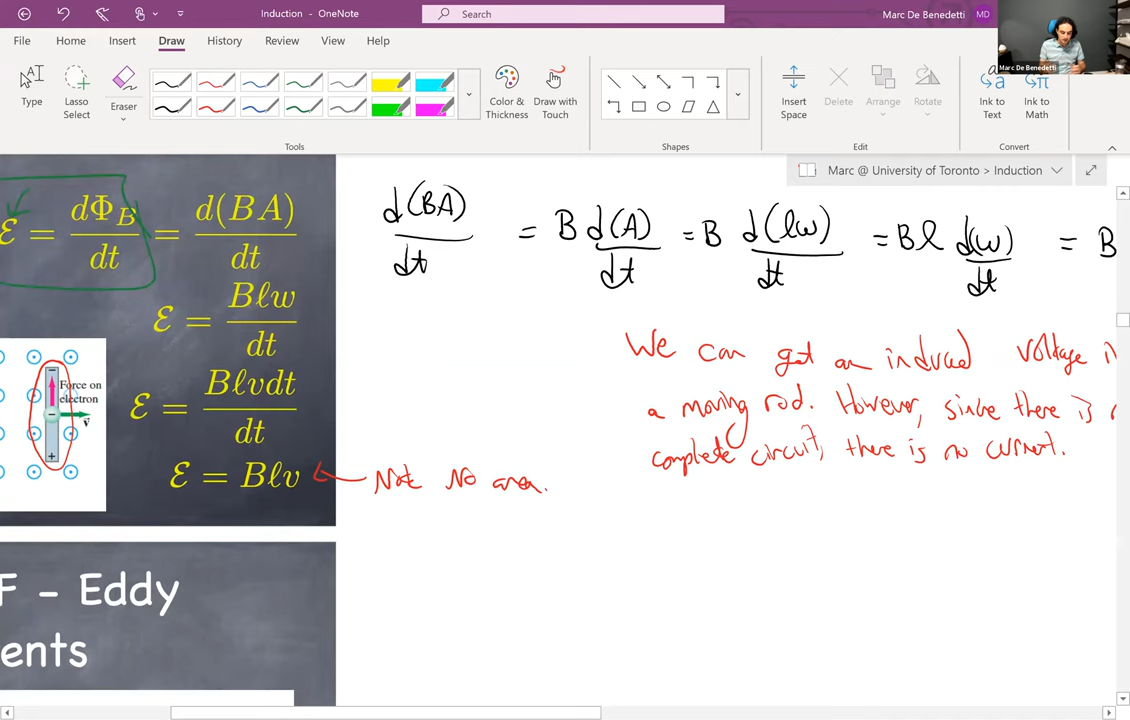 Induction - OneNote
Search
Marc De Benedetti
MD
File
Home
Insert
Draw
History
Review
View
Help
Marc De Benedetti
Type
Lasso Select
Eraser
Color & Thickness
Draw with Touch
Insert Space
Delete
Arrange
Rotate
Ink to Text
Ink to Math
Tools
Shapes
Edit
Convert
Marc @ University of Toronto > Induction
ℰ = dΦ_B/dt = d(BA)/dt
ℰ = Bℓw/dt
ℰ = Bℓvdt/dt
ℰ = Bℓv
Force on
electron
v
d(BA)/dt = B d(A)/dt = B d(lw)/dt = Bl d(w)/dt = B
We can get an induced voltage i
a moving rod. However, since there is
complete circuit, there is no current.
Not No area.
F - Eddy
ents